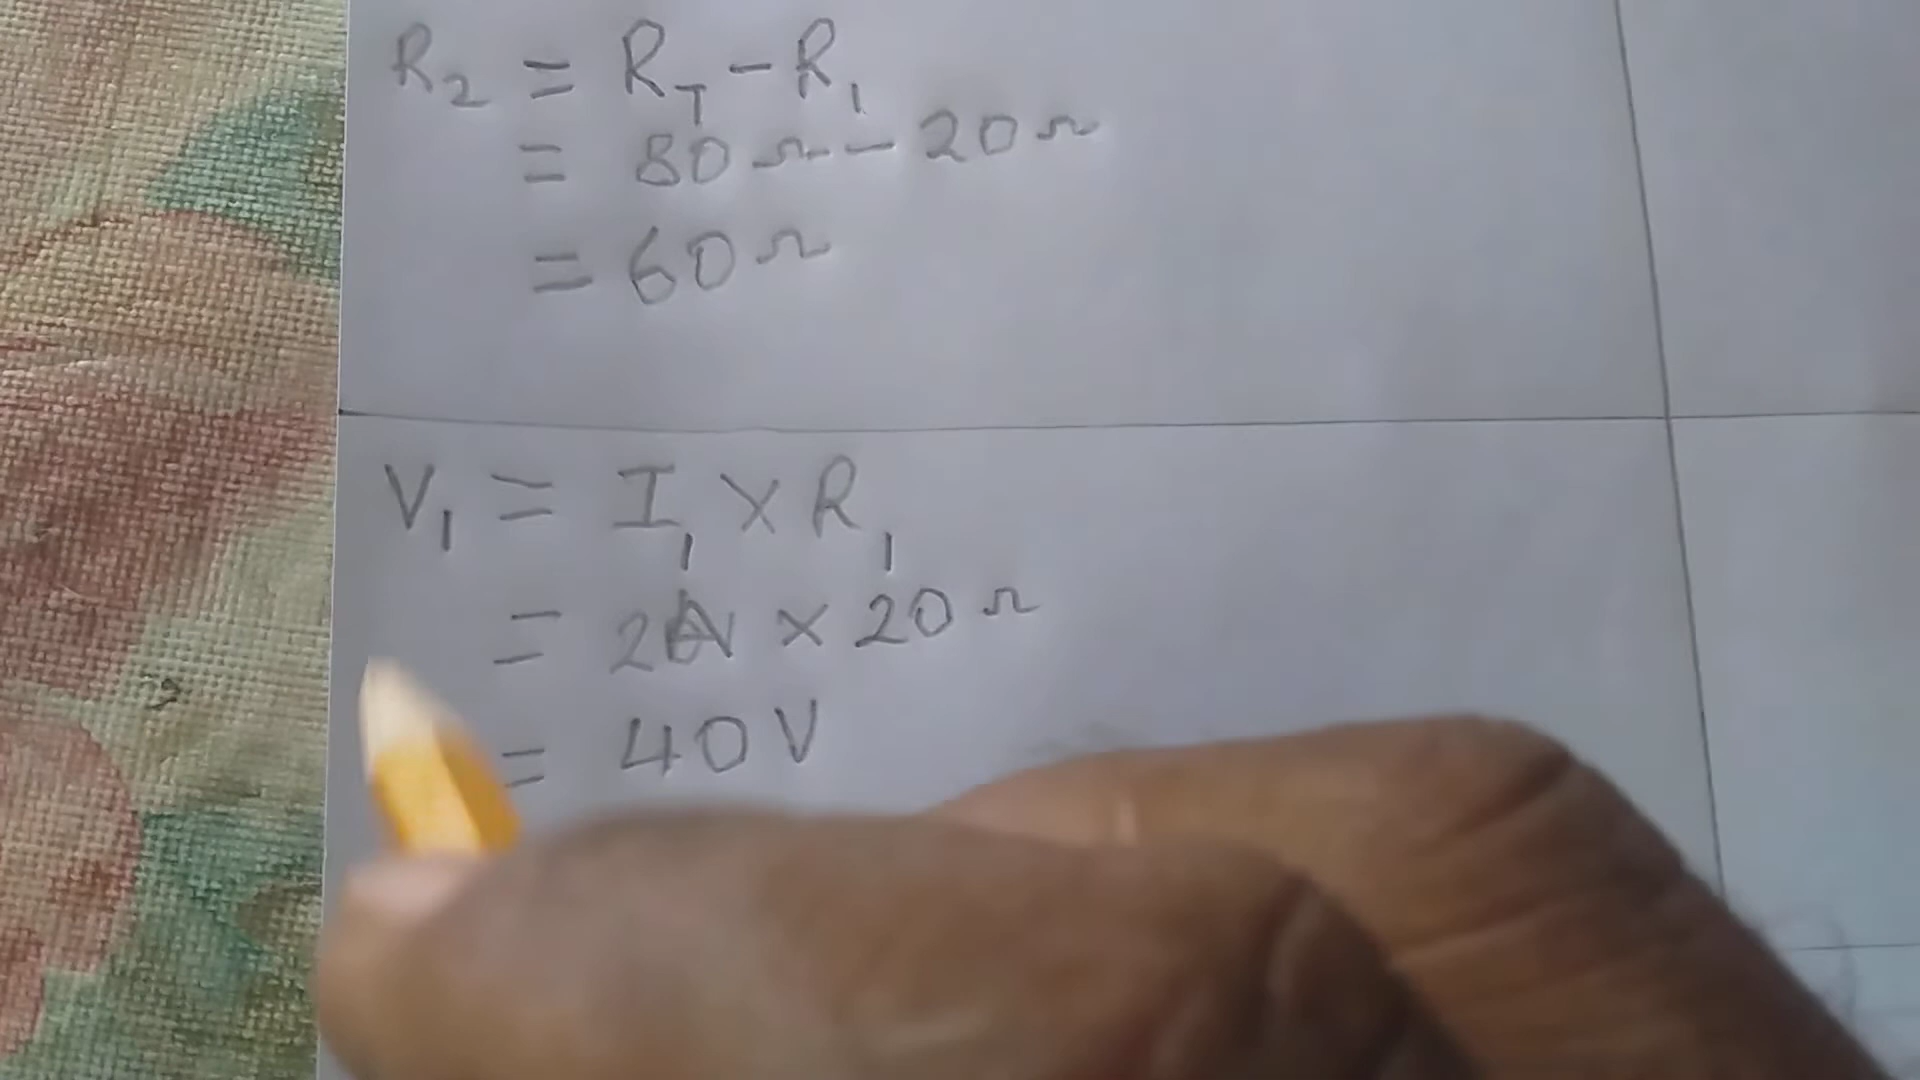 R₂ = R_T - R₁
= 80Ω - 20Ω
= 60Ω
V₁ = I₁ × R₁
= 2A × 20Ω
= 40V